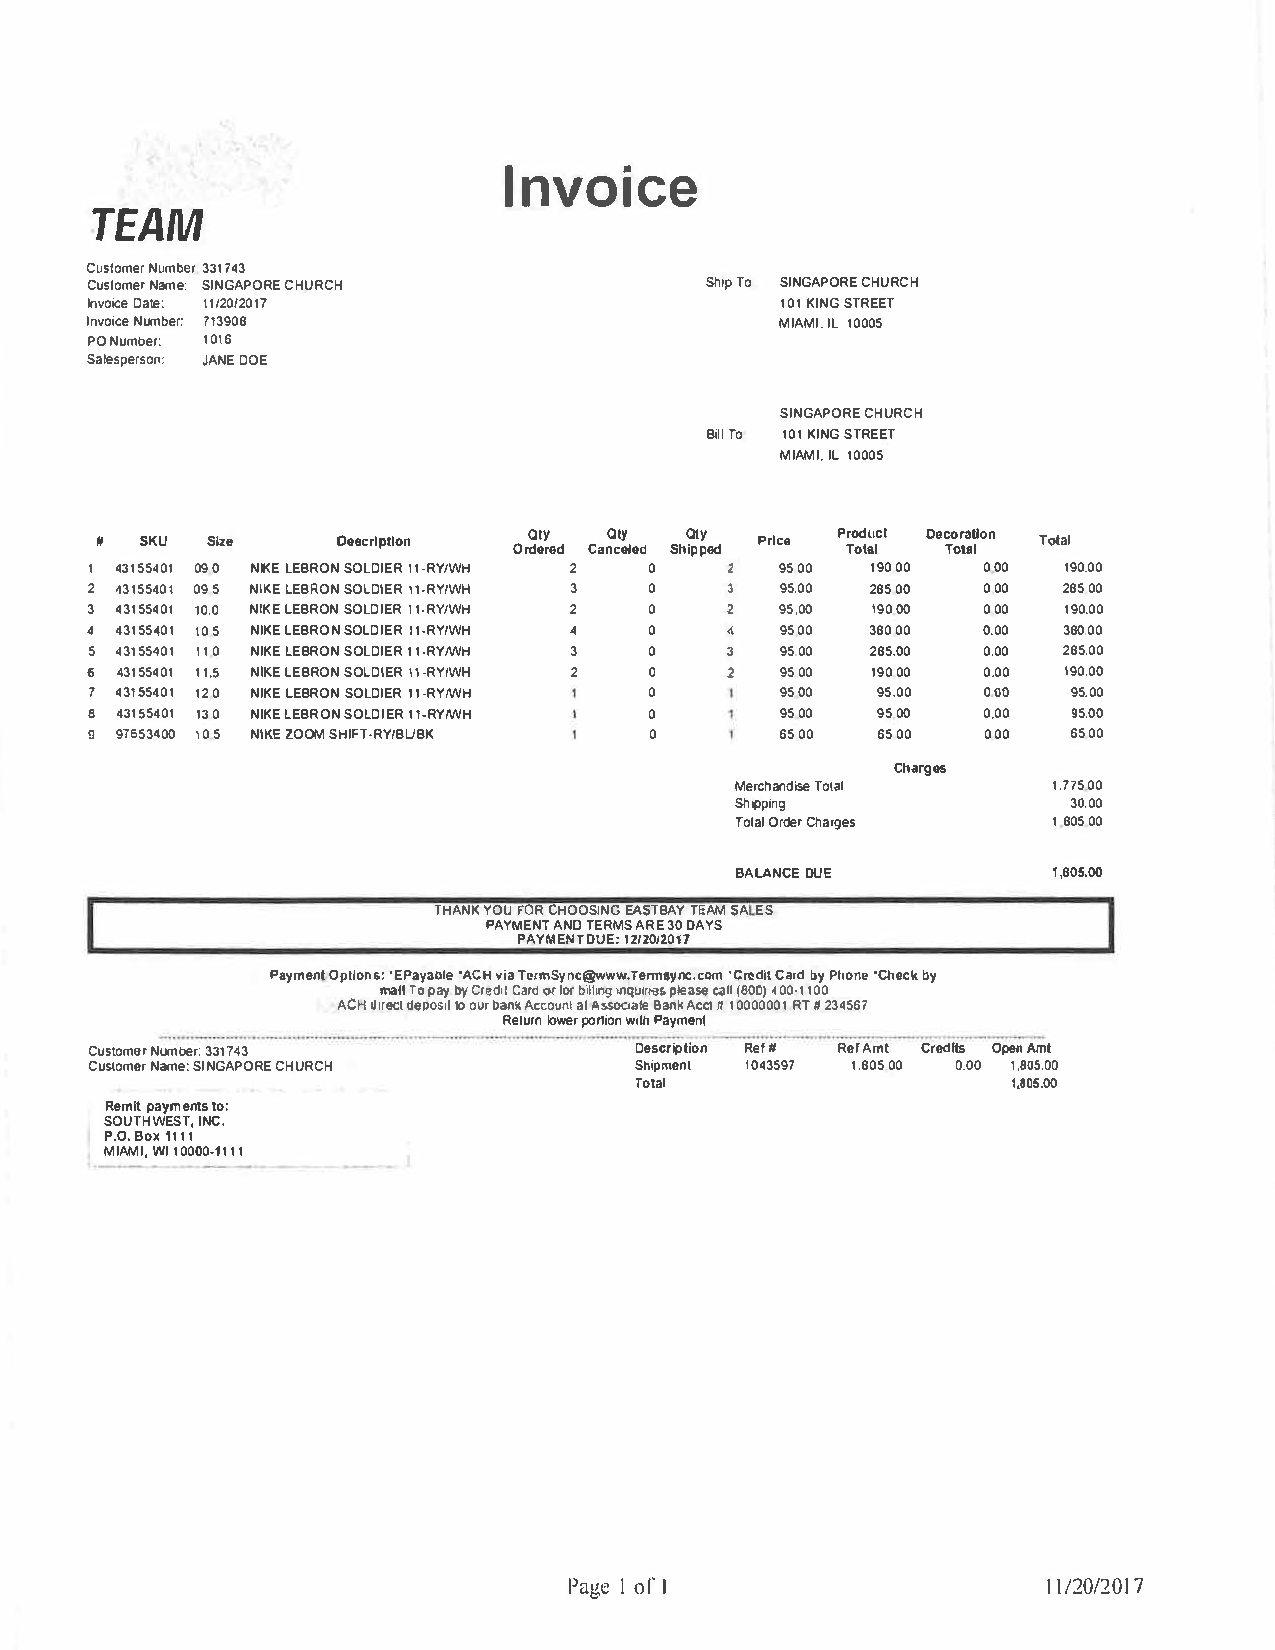 Invoice
TEAM
Customer Number 331743
Customer Name: SINGAPORE CHURCH
Invoice Date: 11/20/2017
Invoice Number: 713906
PO Number: 1016
Salesperson: JANE DOE
Ship To SINGAPORE CHURCH
101 KING STREET
MIAMI, IL 10005
SINGAPORE CHURCH
Bill To 101 KING STREET
MIAMI, IL 10005
# SKU Size Description Qty Ordered Qty Canceled Qty Shipped Price Product Total Decoration Total Total
1 43155401 09.0 NIKE LEBRON SOLDIER 11-RY/WH 2 0 2 95.00 190.00 0.00 190.00
2 43155401 09.5 NIKE LEBRON SOLDIER 11-RY/WH 3 0 3 95.00 285.00 0.00 285.00
3 43155401 10.0 NIKE LEBRON SOLDIER 11-RY/WH 2 0 2 95.00 190.00 0.00 190.00
4 43155401 10.5 NIKE LEBRON SOLDIER 11-RY/WH 4 0 4 95.00 380.00 0.00 380.00
5 43155401 11.0 NIKE LEBRON SOLDIER 11-RY/WH 3 0 3 95.00 285.00 0.00 285.00
6 43155401 11.5 NIKE LEBRON SOLDIER 11-RY/WH 2 0 2 95.00 190.00 0.00 190.00
7 43155401 12.0 NIKE LEBRON SOLDIER 11-RY/WH 1 0 1 95.00 95.00 0.00 95.00
8 43155401 13.0 NIKE LEBRON SOLDIER 11-RY/WH 1 0 1 95.00 95.00 0.00 95.00
9 97653400 10.5 NIKE ZOOM SHIFT-RY/BL/BK 1 0 1 65.00 65.00 0.00 65.00
Charges
Merchandise Total 1,775.00
Shipping 30.00
Total Order Charges 1,805.00
BALANCE DUE 1,805.00
THANK YOU FOR CHOOSING EASTBAY TEAM SALES
PAYMENT AND TERMS ARE 30 DAYS
PAYMENT DUE: 12/20/2017
Payment Options: *EPayable *ACH via TermSync@www.Termsync.com *Credit Card by Phone *Check by
mail To pay by Credit Card or for billing inquiries please call (800) 400-1100
ACH direct deposit to our bank Account at Associate Bank Acct # 10000001 RT # 234567
Return lower portion with Payment
Customer Number: 331743
Customer Name: SINGAPORE CHURCH
Description Ref # Ref Amt Credits Open Amt
Shipment 1043597 1,805.00 0.00 1,805.00
Total 1,805.00
Remit payments to:
SOUTHWEST, INC.
P.O. Box 1111
MIAMI, WI 10000-1111
Page 1 of 1 11/20/2017